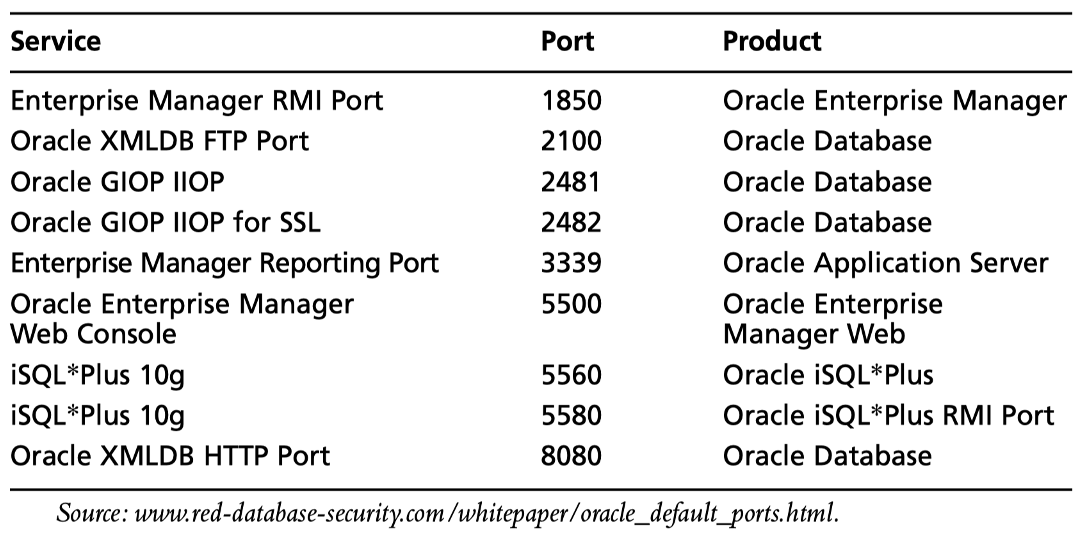 Service Port Product
Enterprise Manager RMI Port 1850 Oracle Enterprise Manager
Oracle XMLDB FTP Port 2100 Oracle Database
Oracle GIOP IIOP 2481 Oracle Database
Oracle GIOP IIOP for SSL 2482 Oracle Database
Enterprise Manager Reporting Port 3339 Oracle Application Server
Oracle Enterprise Manager 5500 Oracle Enterprise
Web Console Manager Web
iSQL*Plus 10g 5560 Oracle iSQL*Plus
iSQL*Plus 10g 5580 Oracle iSQL*Plus RMI Port
Oracle XMLDB HTTP Port 8080 Oracle Database
Source: www.red-database-security.com/whitepaper/oracle_default_ports.html.